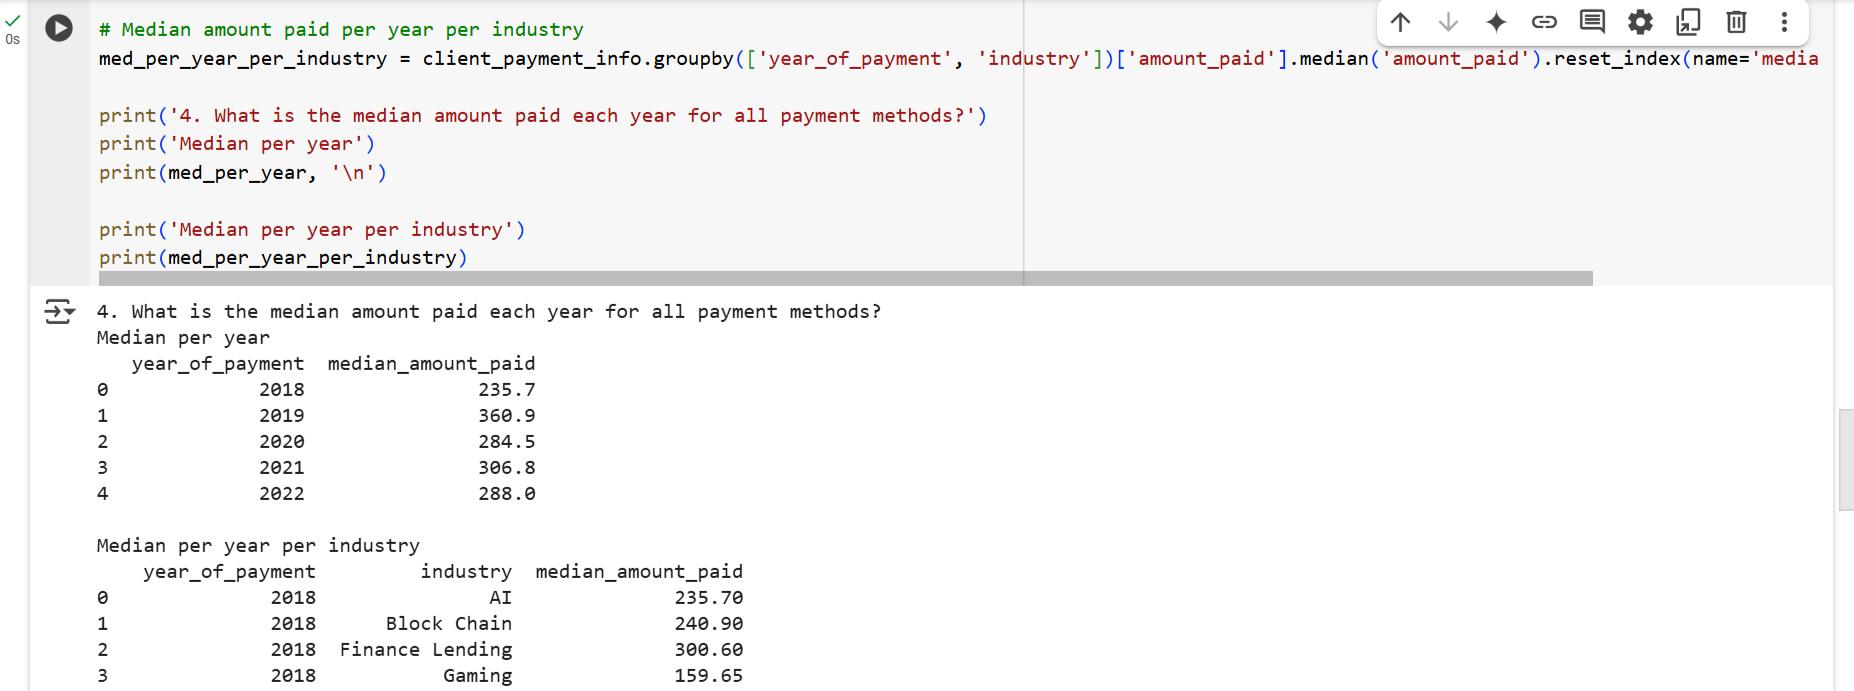 0s
# Median amount paid per year per industry
med_per_year_per_industry = client_payment_info.groupby(['year_of_payment', 'industry'])['amount_paid'].median('amount_paid').reset_index(name='media
print('4. What is the median amount paid each year for all payment methods?')
print('Median per year')
print(med_per_year, '\n')
print('Median per year per industry')
print(med_per_year_per_industry)
4. What is the median amount paid each year for all payment methods?
Median per year
year_of_payment median_amount_paid
0 2018 235.7
1 2019 360.9
2 2020 284.5
3 2021 306.8
4 2022 288.0
Median per year per industry
year_of_payment industry median_amount_paid
0 2018 AI 235.70
1 2018 Block Chain 240.90
2 2018 Finance Lending 300.60
3 2018 Gaming 159.65